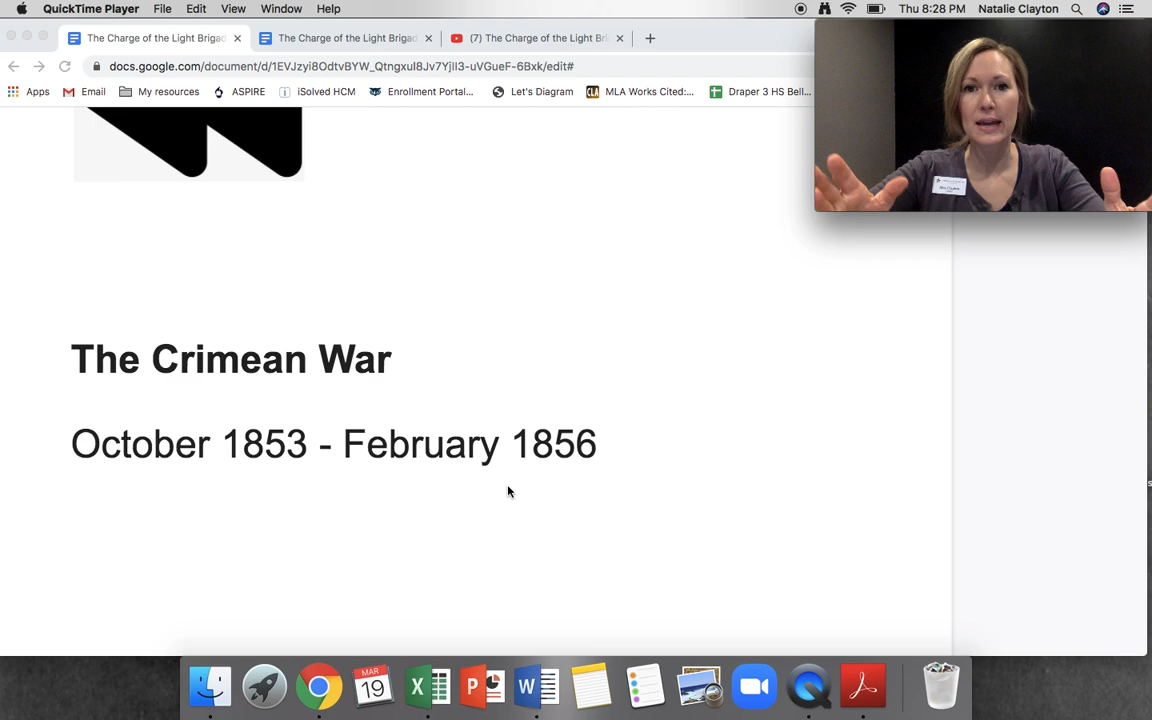 QuickTime Player File Edit View Window Help Thu 8:28 PM Natalie Clayton
The Charge of the Light Brigad The Charge of the Light Brigad (7) The Charge of the Light Bri
docs.google.com/document/d/1EVJzyi8OdtvBYW_QtngxuI8Jv7YjII3-uVGueF-6Bxk/edit#
Apps Email My resources ASPIRE iSolved HCM Enrollment Portal... Let's Diagram MLA Works Cited:... Draper 3 HS Bell...
The Crimean War
October 1853 - February 1856
MAR
19